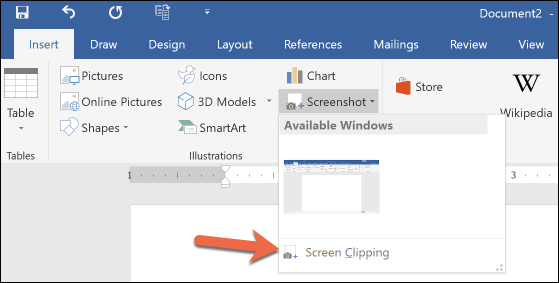 Document2 -
Insert Draw Design Layout References Mailings Review View
Table
Tables
Pictures
Online Pictures
Shapes
Icons
3D Models
SmartArt
Illustrations
Chart
Screenshot
Available Windows
Screen Clipping
Store
W
Wikipedia
1
3